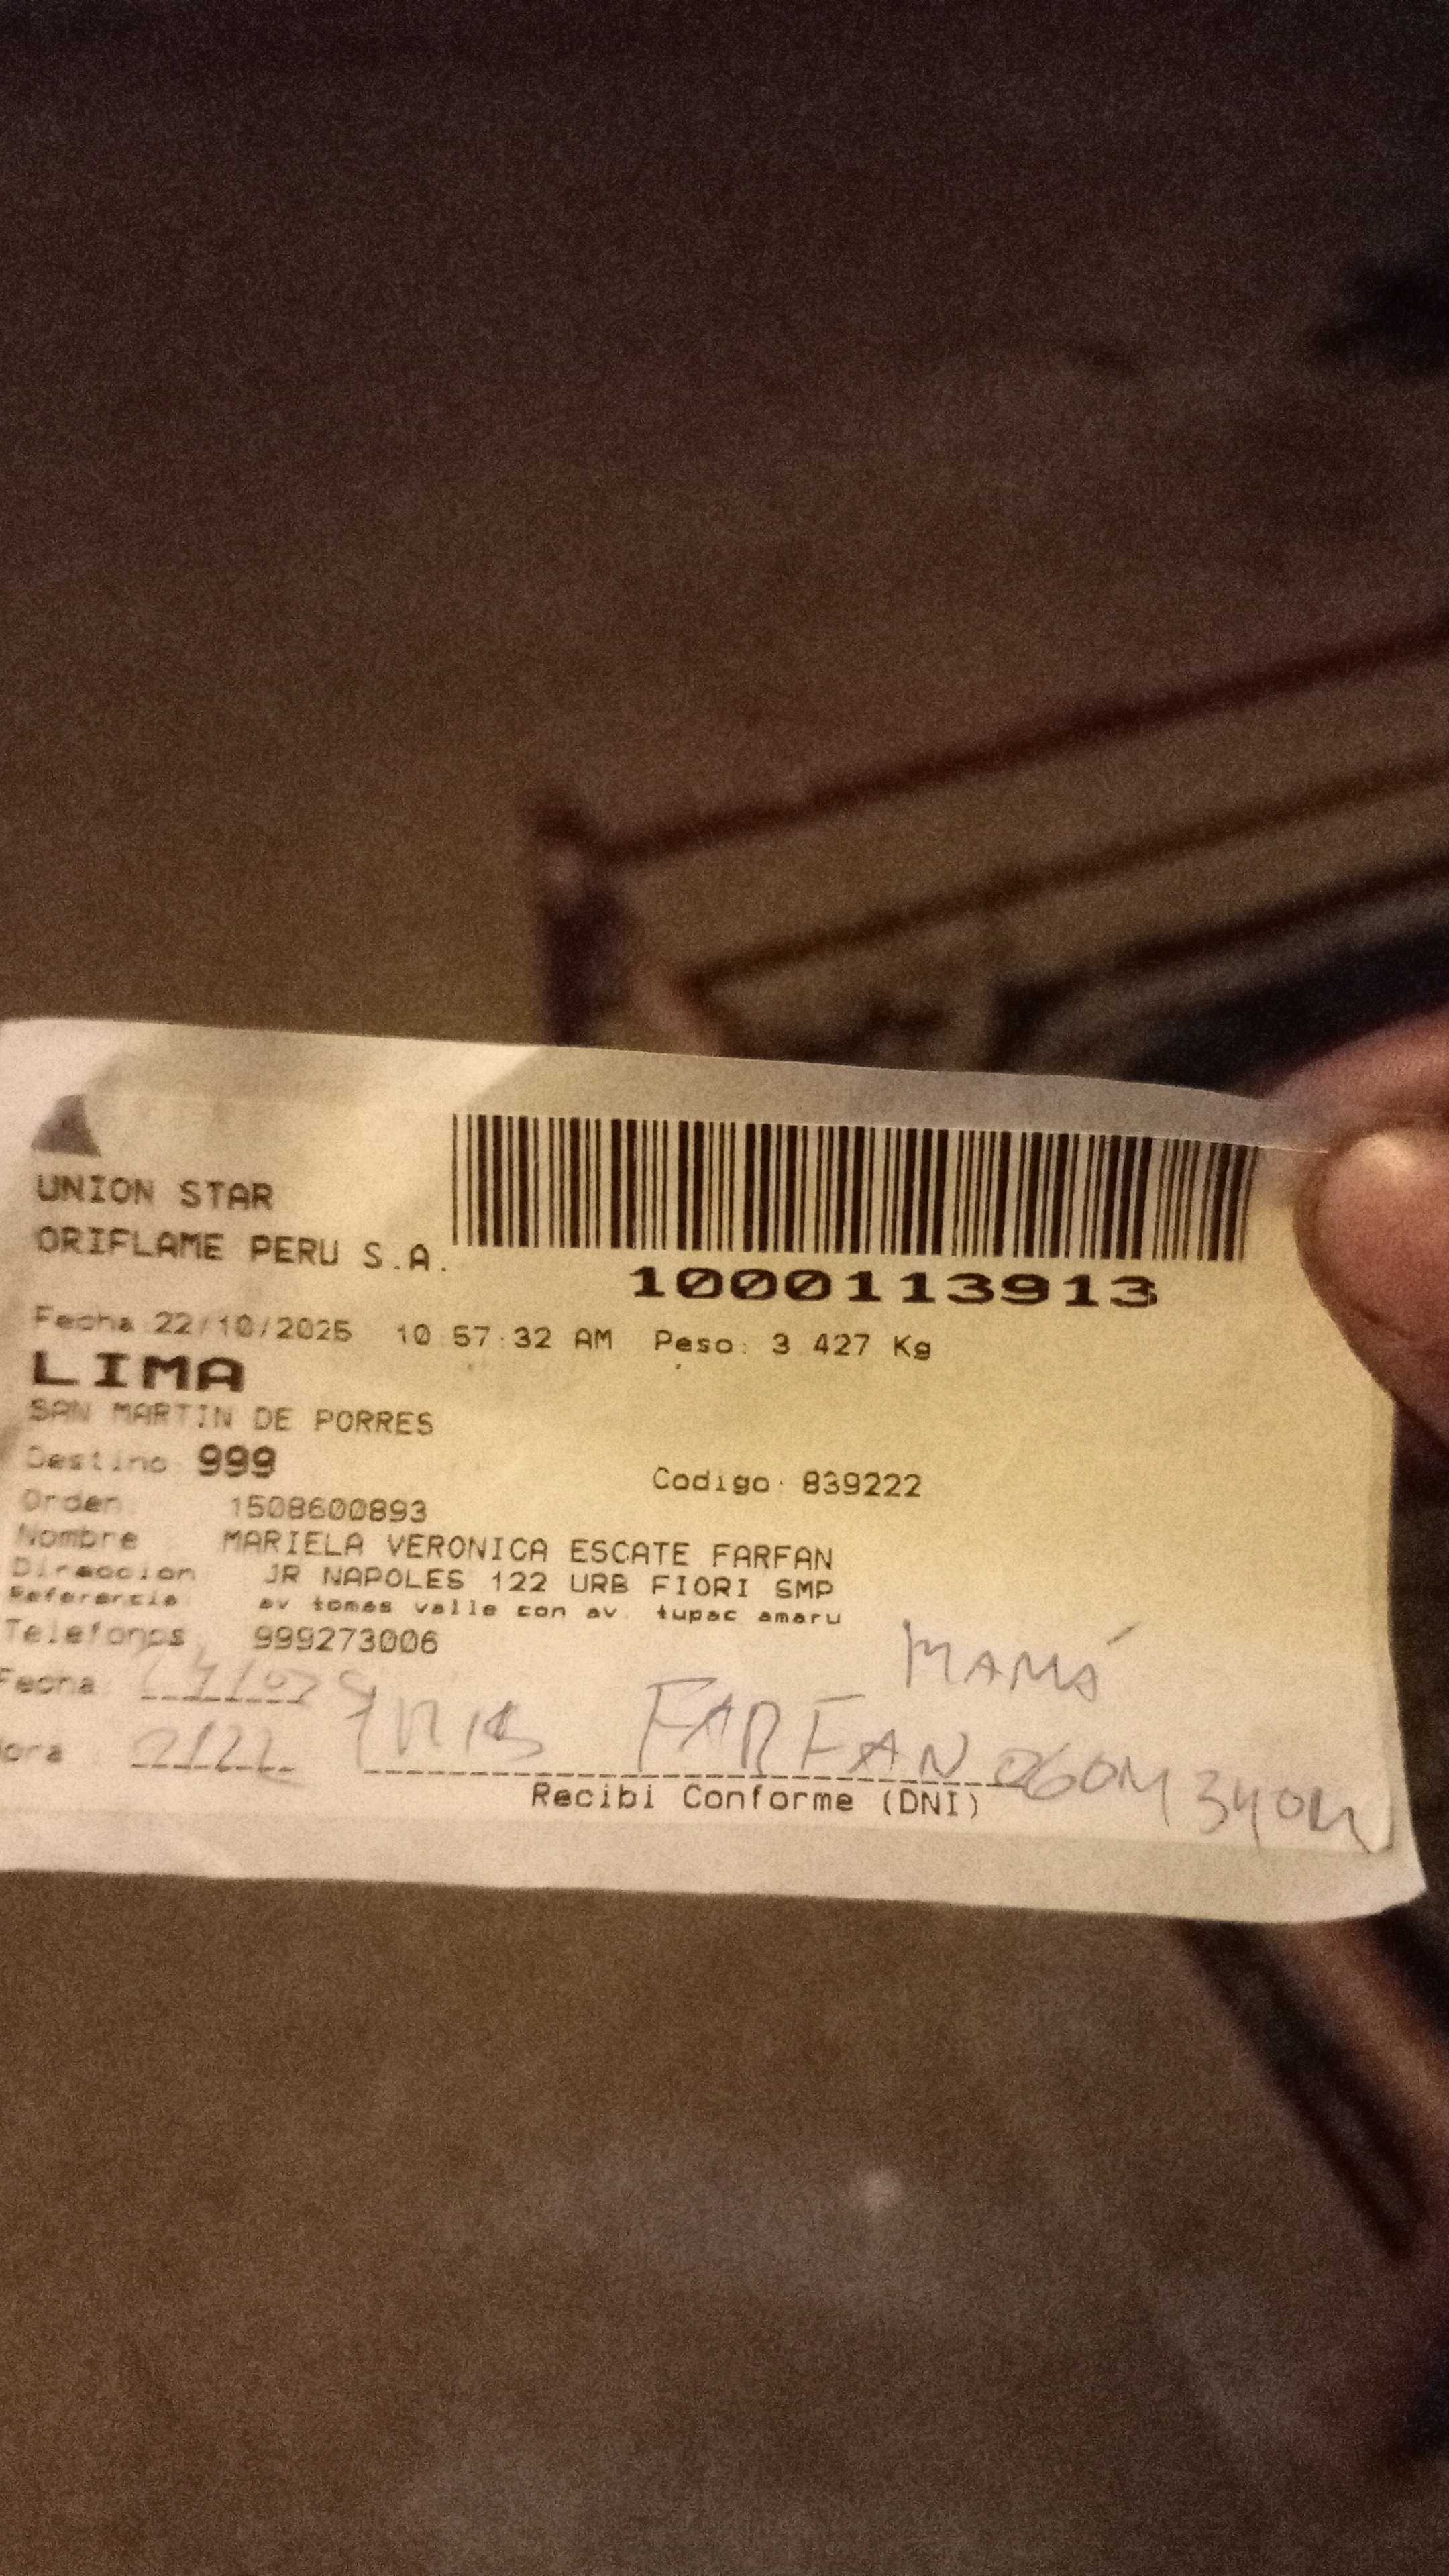 UNION STAR
ORIFLAME PERU S.A.
1000113913
Fecha 22/10/2025 10 57:32 AM Peso: 3 427 Kg
LIMA
SAN MARTIN DE PORRES
Destino 999
Codigo: 839222
Orden 1508600893
Nombre : MARIELA VERONICA ESCATE FARFAN
Direccion JR NAPOLES 122 URB FIORI SMP
Referencia av tomas valle con av. tupac amaru
Telefonos 999273006
MAMÁ
Fecha
FARFAN
Recibi Conforme (DNI)